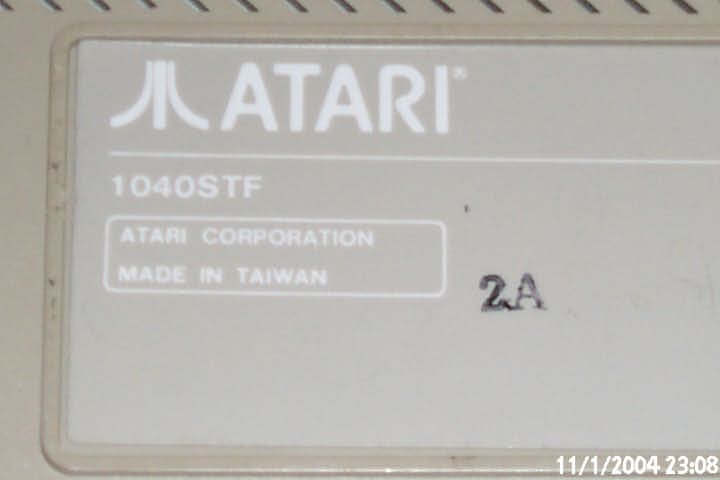 ATARI®
1040STF
ATARI CORPORATION
MADE IN TAIWAN
2A
11/1/2004 23:08